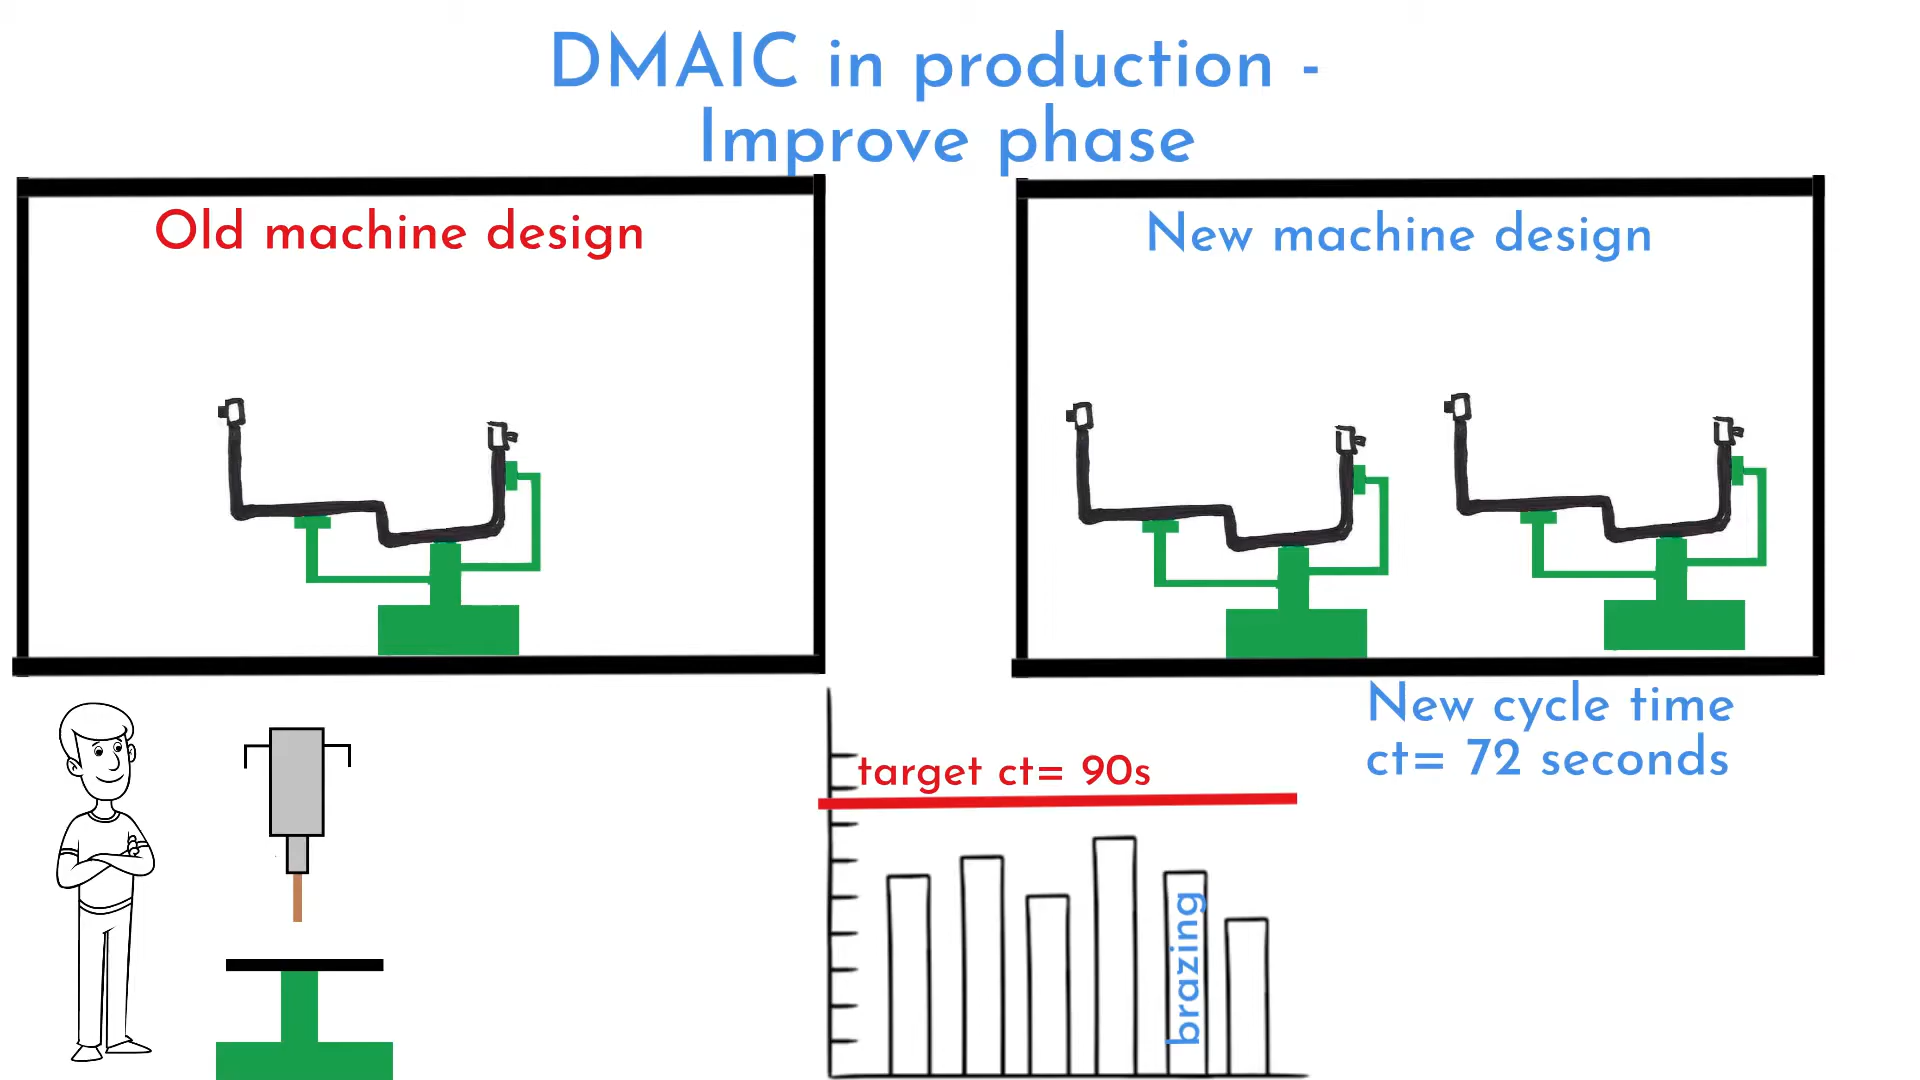 DMAIC in production -
Improve phase
Old machine design
New machine design
New cycle time
ct= 72 seconds
target ct= 90s
brazing